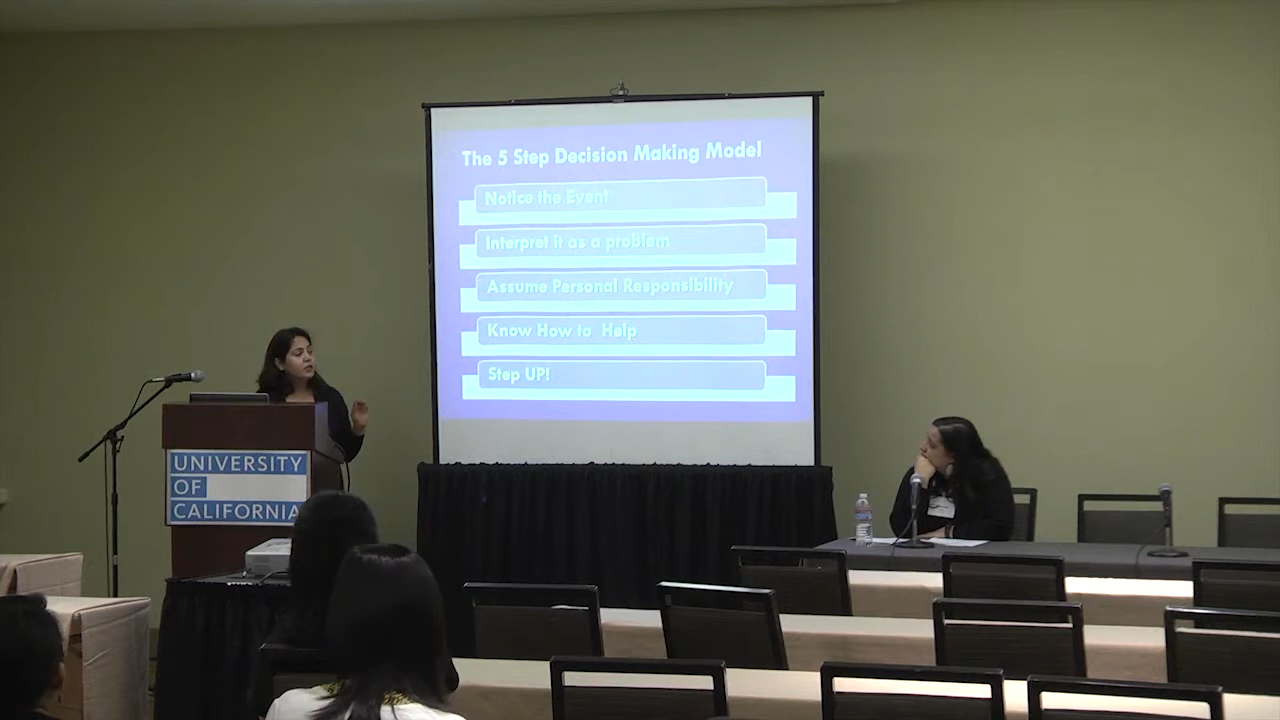 The 5 Step Decision Making Model
Notice the Event
Interpret it as a problem
Assume Personal Responsibility
Know How to Help
Step UP!
UNIVERSITY
OF
CALIFORNIA